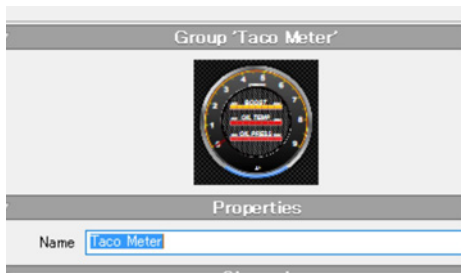 Group 'Taco Meter'
BOOST
OIL TEMP
OIL PRESS
Properties
Name Taco Meter